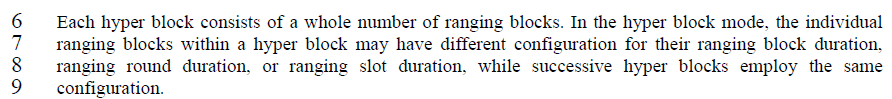 6 Each hyper block consists of a whole number of ranging blocks. In the hyper block mode, the individual
7 ranging blocks within a hyper block may have different configuration for their ranging block duration,
8 ranging round duration, or ranging slot duration, while successive hyper blocks employ the same
9 configuration.